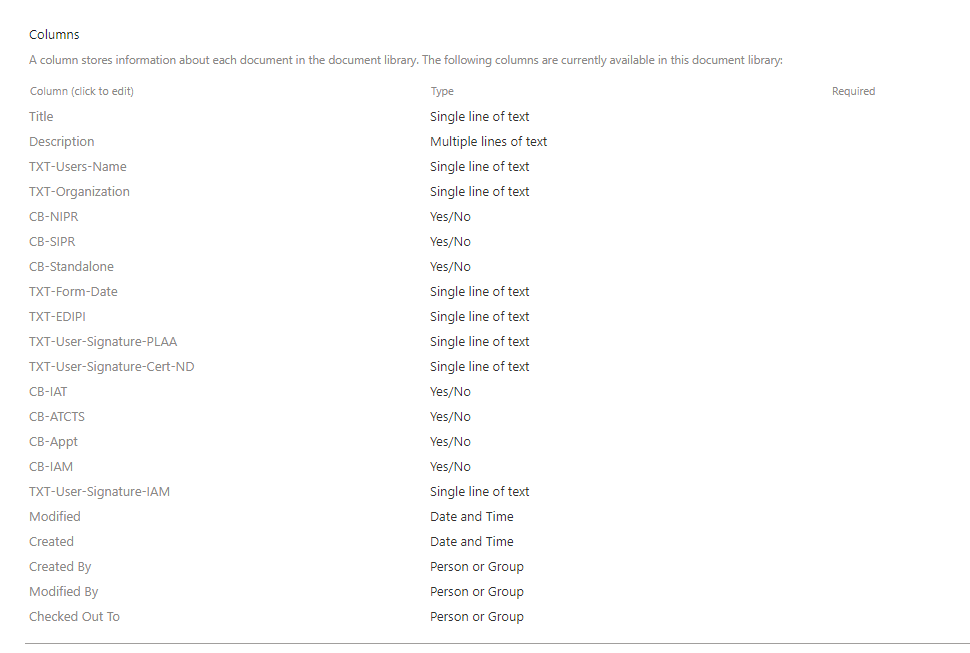 Columns
A column stores information about each document in the document library. The following columns are currently available in this document library:
Column (click to edit) Type Required
Title Single line of text
Description Multiple lines of text
TXT-Users-Name Single line of text
TXT-Organization Single line of text
CB-NIPR Yes/No
CB-SIPR Yes/No
CB-Standalone Yes/No
TXT-Form-Date Single line of text
TXT-EDIPI Single line of text
TXT-User-Signature-PLAA Single line of text
TXT-User-Signature-Cert-ND Single line of text
CB-IAT Yes/No
CB-ATCTS Yes/No
CB-Appt Yes/No
CB-IAM Yes/No
TXT-User-Signature-IAM Single line of text
Modified Date and Time
Created Date and Time
Created By Person or Group
Modified By Person or Group
Checked Out To Person or Group